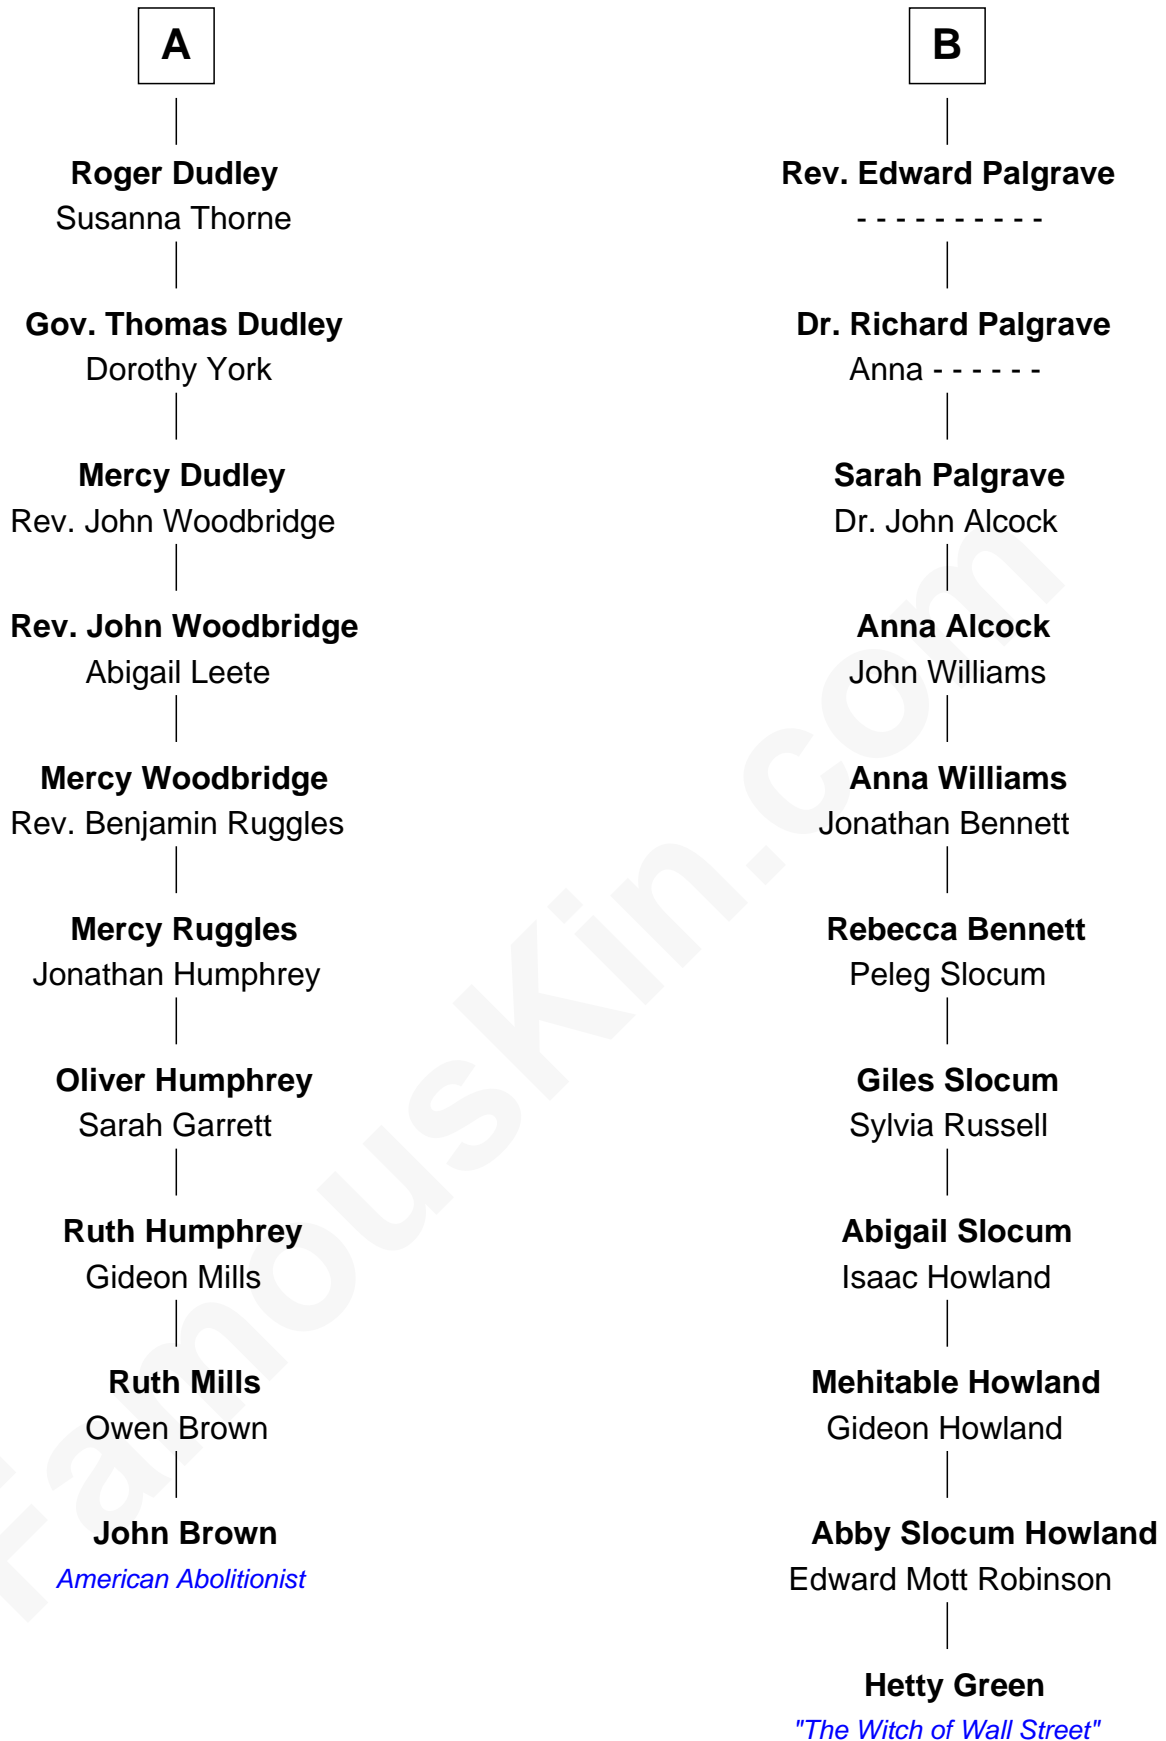 A
Roger Dudley
Susanna Thorne
Gov. Thomas Dudley
Dorothy York
Mercy Dudley
Rev. John Woodbridge
Rev. John Woodbridge
Abigail Leete
Mercy Woodbridge
Rev. Benjamin Ruggles
Mercy Ruggles
Jonathan Humphrey
Oliver Humphrey
Sarah Garrett
Ruth Humphrey
Gideon Mills
Ruth Mills
Owen Brown
John Brown
American Abolitionist
B
Rev. Edward Palgrave
- - - - - - - - - -
Dr. Richard Palgrave
Anna - - - - - -
Sarah Palgrave
Dr. John Alcock
Anna Alcock
John Williams
Anna Williams
Jonathan Bennett
Rebecca Bennett
Peleg Slocum
Giles Slocum
Sylvia Russell
Abigail Slocum
Isaac Howland
Mehitable Howland
Gideon Howland
Abby Slocum Howland
Edward Mott Robinson
Hetty Green
"The Witch of Wall Street"
FamousKin.com